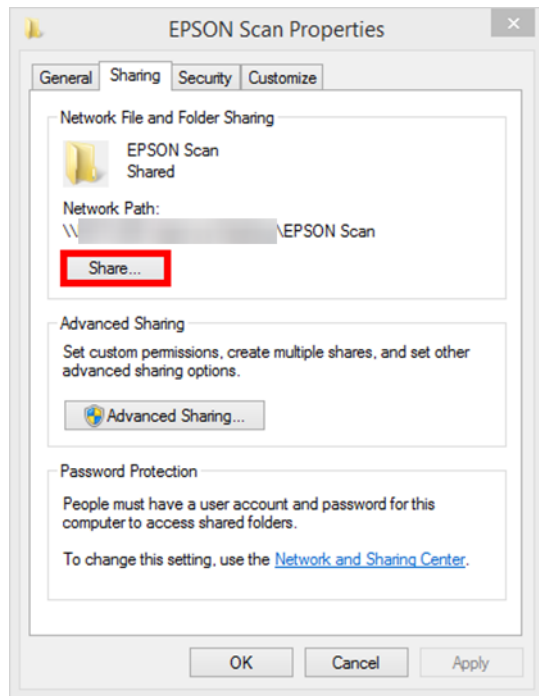 EPSON Scan Properties
General Sharing Security Customize
Network File and Folder Sharing
EPSON Scan
Shared
Network Path:
\\ \EPSON Scan
Share...
Advanced Sharing
Set custom permissions, create multiple shares, and set other
advanced sharing options.
Advanced Sharing...
Password Protection
People must have a user account and password for this
computer to access shared folders.
To change this setting, use the Network and Sharing Center.
OK Cancel Apply